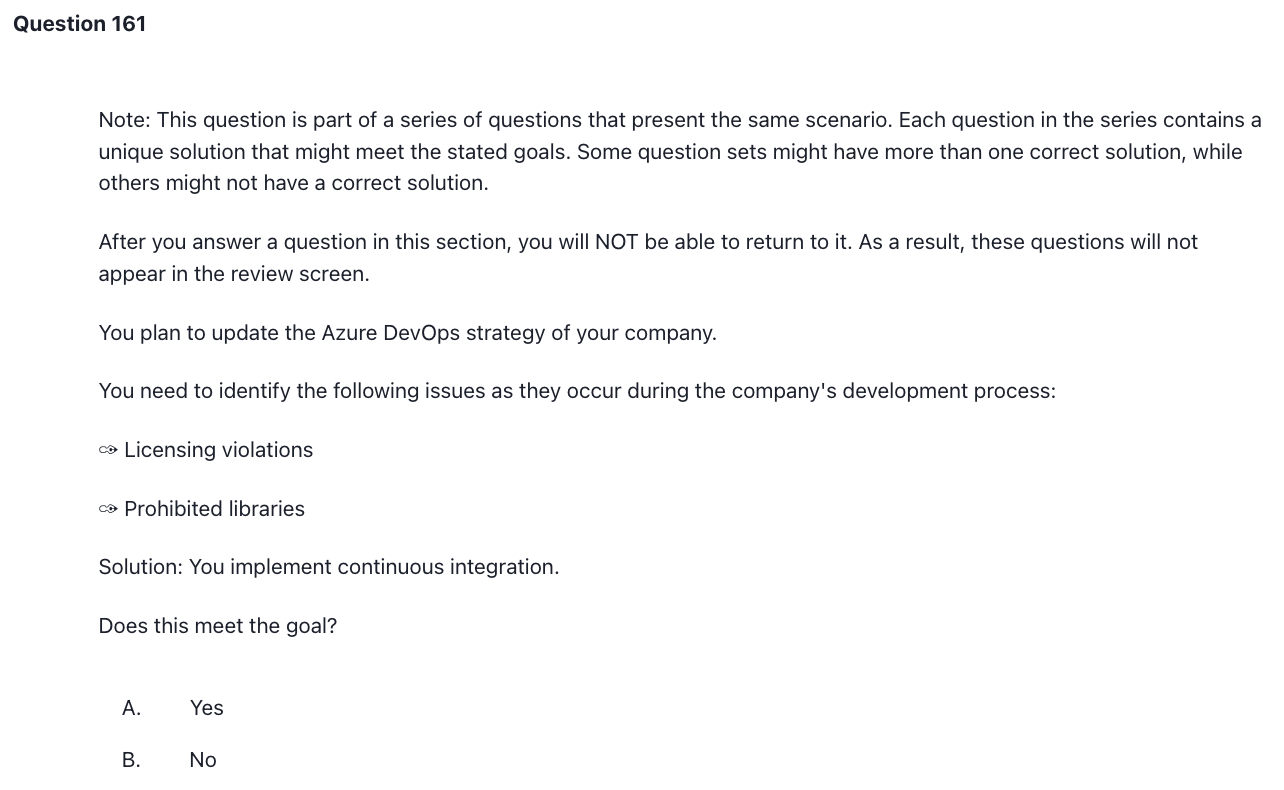 Question 161
Note: This question is part of a series of questions that present the same scenario. Each question in the series contains a
unique solution that might meet the stated goals. Some question sets might have more than one correct solution, while
others might not have a correct solution.
After you answer a question in this section, you will NOT be able to return to it. As a result, these questions will not
appear in the review screen.
You plan to update the Azure DevOps strategy of your company.
You need to identify the following issues as they occur during the company's development process:
✑ Licensing violations
✑ Prohibited libraries
Solution: You implement continuous integration.
Does this meet the goal?
A. Yes
B. No